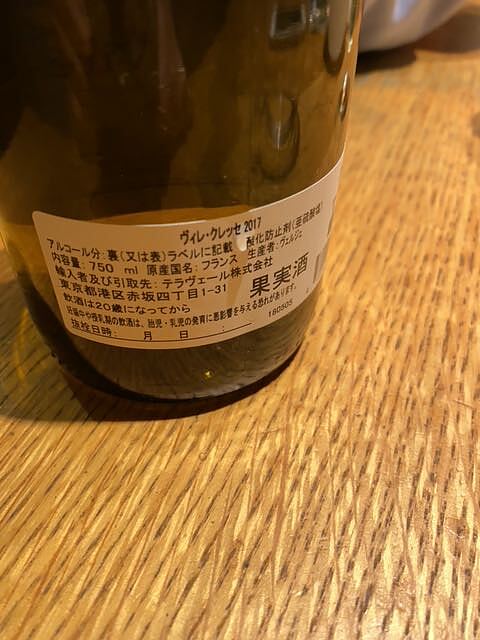 ヴィレ・クレッセ 2017
アルコール分:裏(又は表)ラベルに記載 酸化防止剤(亜硫酸塩)
内容量:750 ml 原産国名:フランス 生産者:ヴェルジェ
輸入者及び引取先:テラヴェール株式会社
東京都港区赤坂四丁目1-31 果実酒
飲酒は20歳になってから
妊娠中や授乳期の飲酒は、胎児・乳児の発育に悪影響を与える恐れがあります。 180505
抜栓日時: 月 日 :